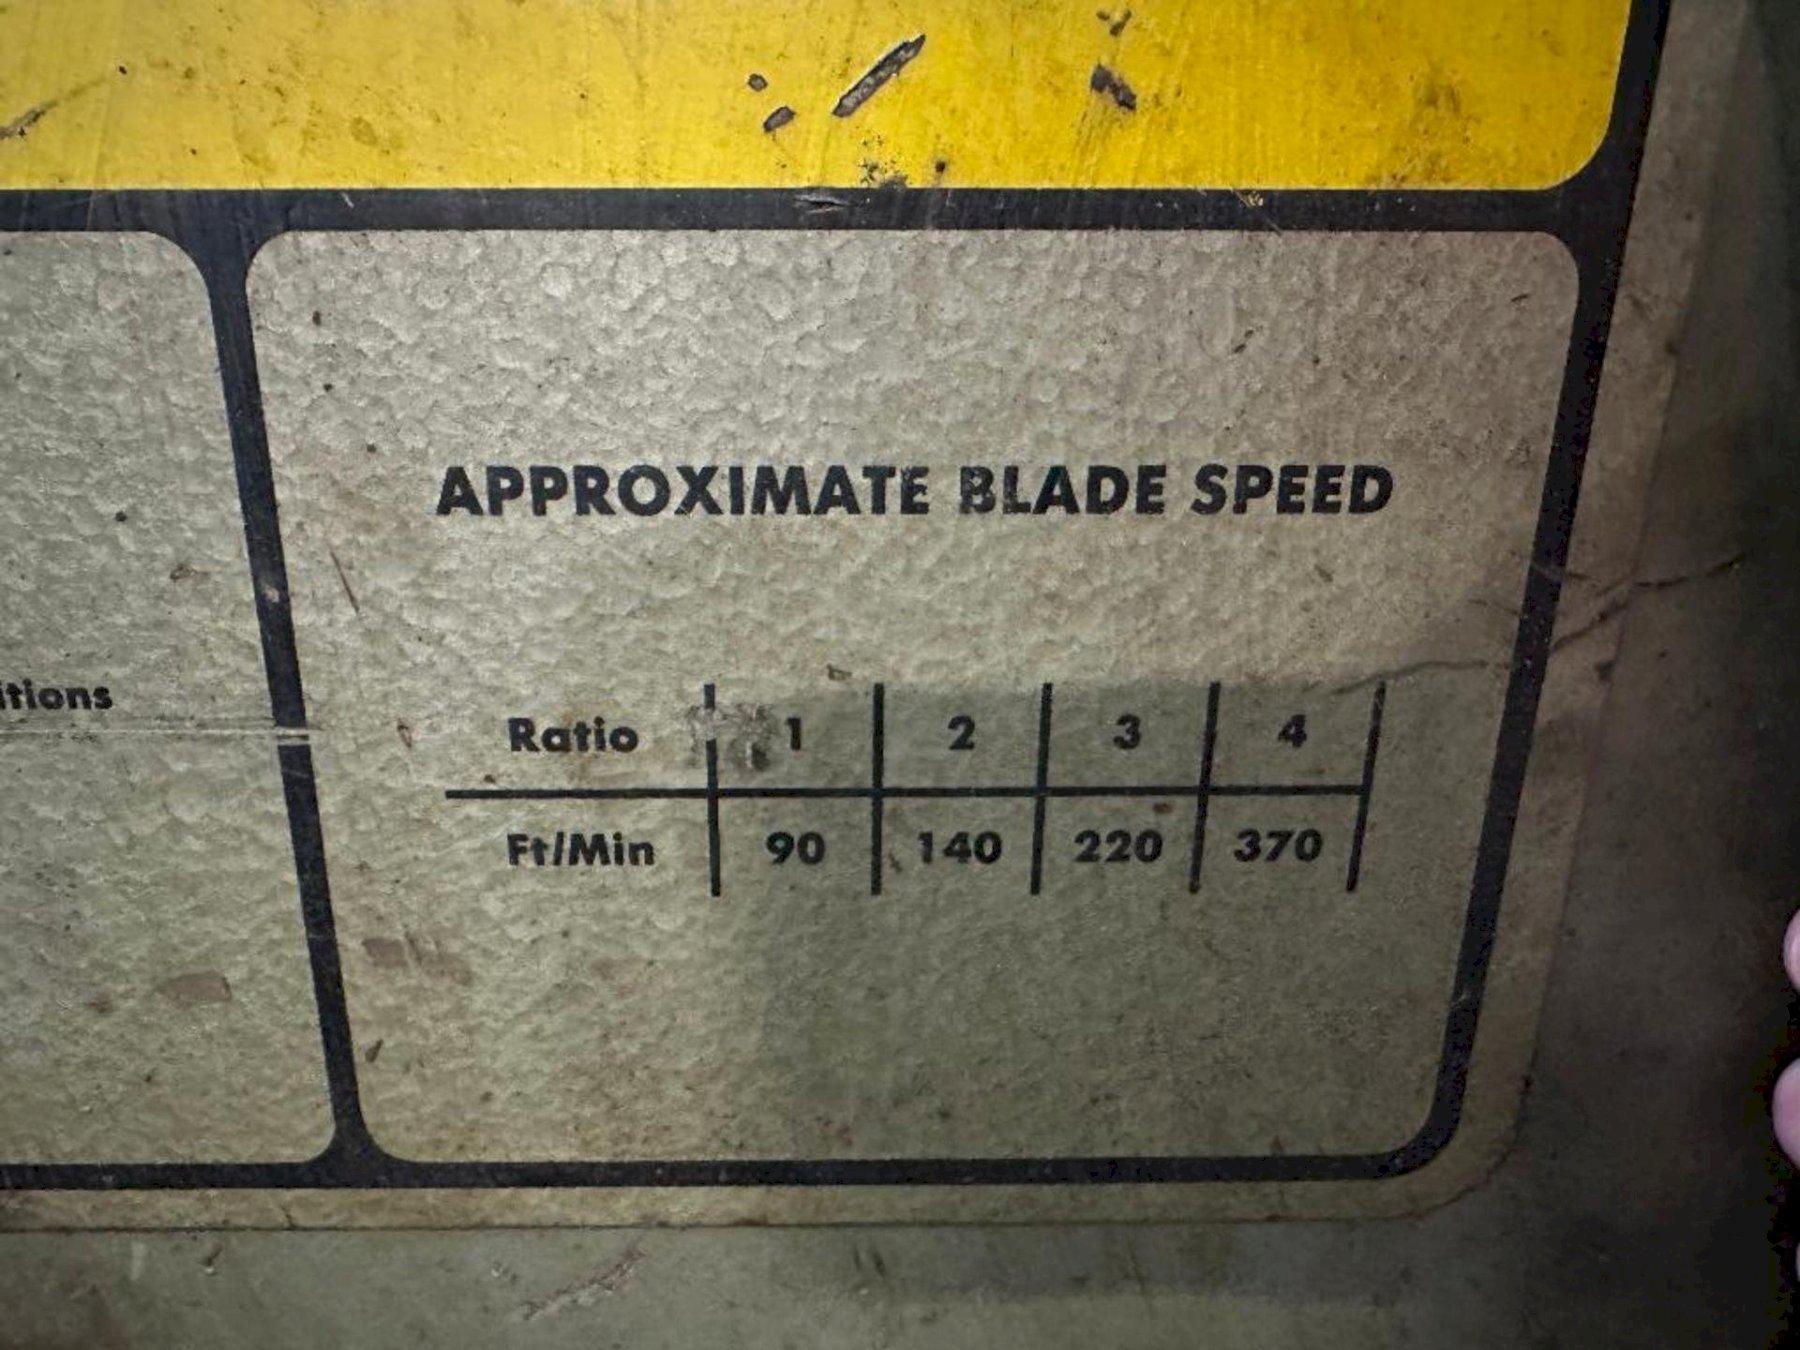 APPROXIMATE BLADE SPEED
itions
Ratio 1 2 3 4
Ft/Min 90 140 220 370